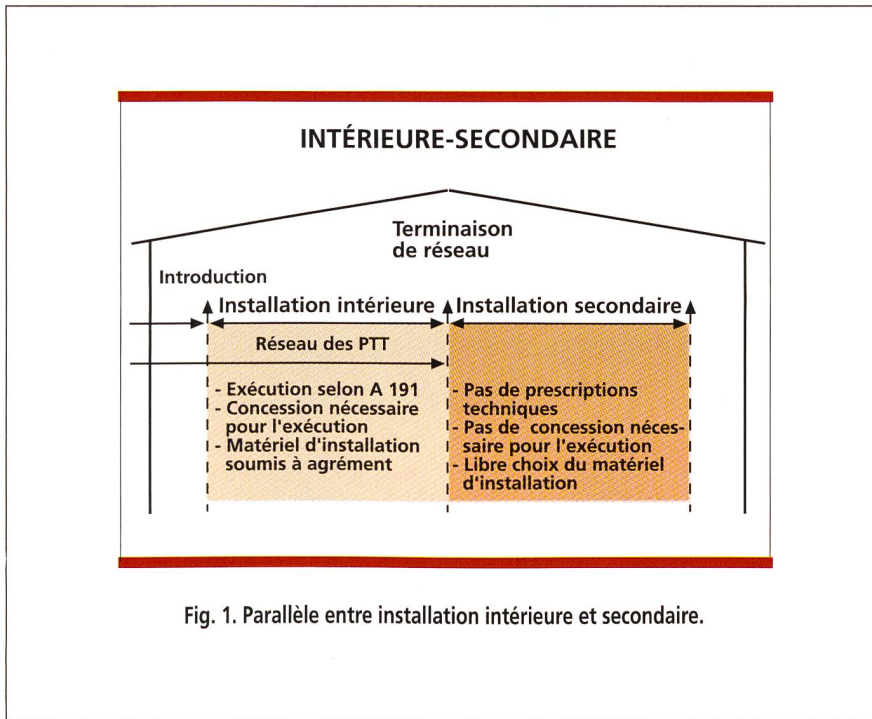 INTÉRIEURE-SECONDAIRE
Terminaison
de réseau
Introduction
Installation intérieure
Installation secondaire
Réseau des PTT
- Exécution selon A 191
- Concession nécessaire
pour l'exécution
- Matériel d'installation
soumis à agrément
- Pas de prescriptions
techniques
- Pas de concession néces-
saire pour l'exécution
- Libre choix du matériel
d'installation
Fig. 1. Parallèle entre installation intérieure et secondaire.